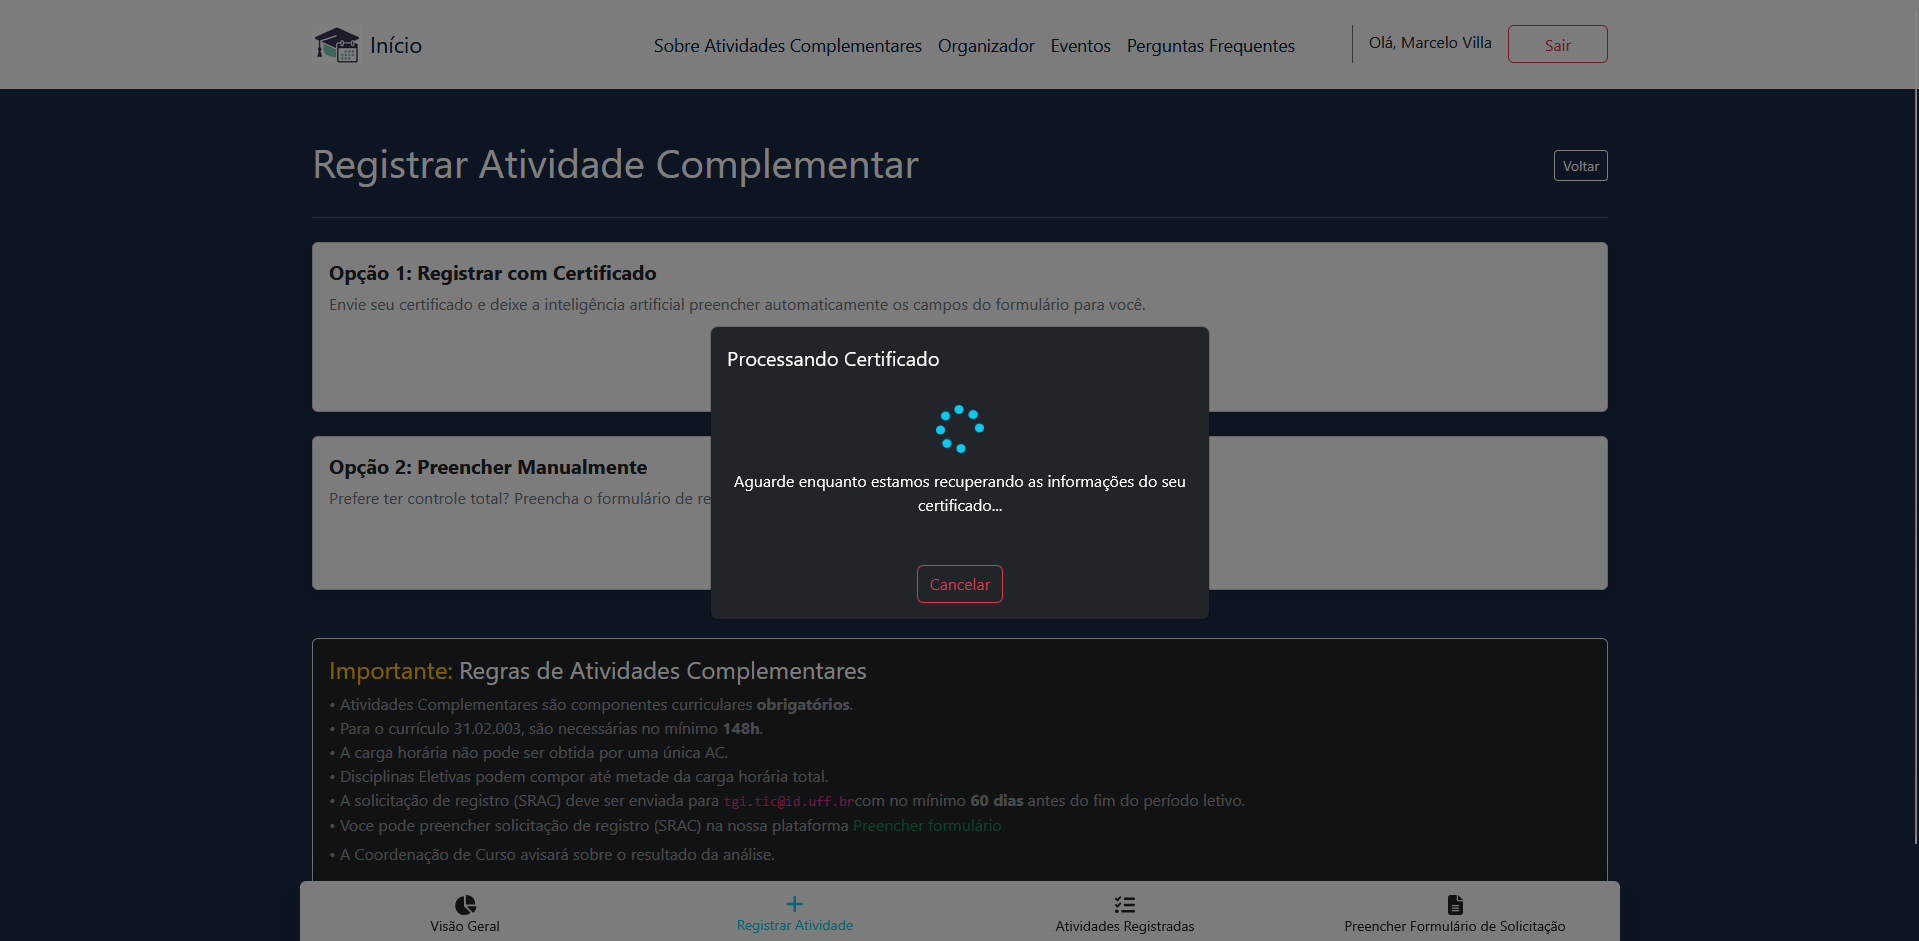 Início
Sobre Atividades Complementares
Organizador
Eventos
Perguntas Frequentes
Olá, Marcelo Villa
Sair
Registrar Atividade Complementar
Voltar
Opção 1: Registrar com Certificado
Envie seu certificado e deixe a inteligência artificial preencher automaticamente os campos do formulário para você.
Processando Certificado
Aguarde enquanto estamos recuperando as informações do seu
certificado...
Cancelar
Opção 2: Preencher Manualmente
Prefere ter controle total? Preencha o formulário de re
Importante: Regras de Atividades Complementares
• Atividades Complementares são componentes curriculares obrigatórios.
• Para o currículo 31.02.003, são necessárias no mínimo 148h.
• A carga horária não pode ser obtida por uma única AC.
• Disciplinas Eletivas podem compor até metade da carga horária total.
• A solicitação de registro (SRAC) deve ser enviada para tgi.tic@id.uff.brcom no mínimo 60 dias antes do fim do período letivo.
• Voce pode preencher solicitação de registro (SRAC) na nossa plataforma Preencher formulário
• A Coordenação de Curso avisará sobre o resultado da análise.
Visão Geral
Registrar Atividade
Atividades Registradas
Preencher Formulário de Solicitação